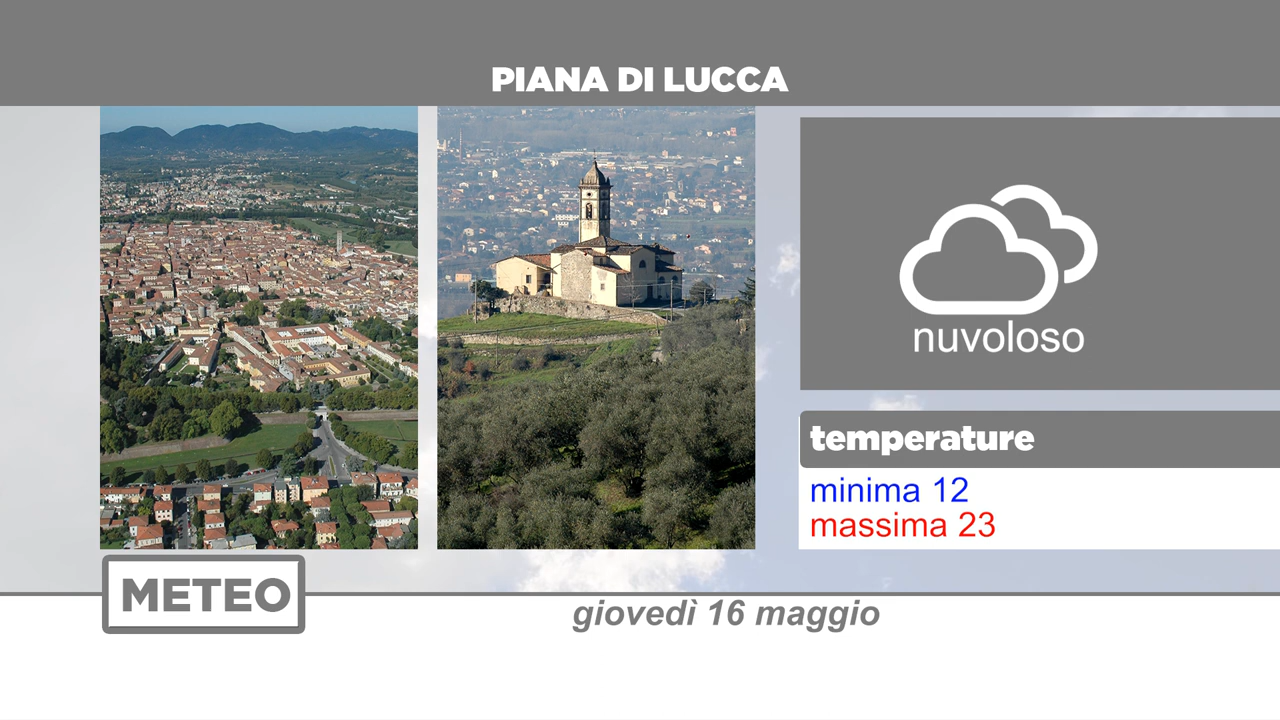 PIANA DI LUCCA
nuvoloso
temperature
minima 12
massima 23
METEO
giovedì 16 maggio